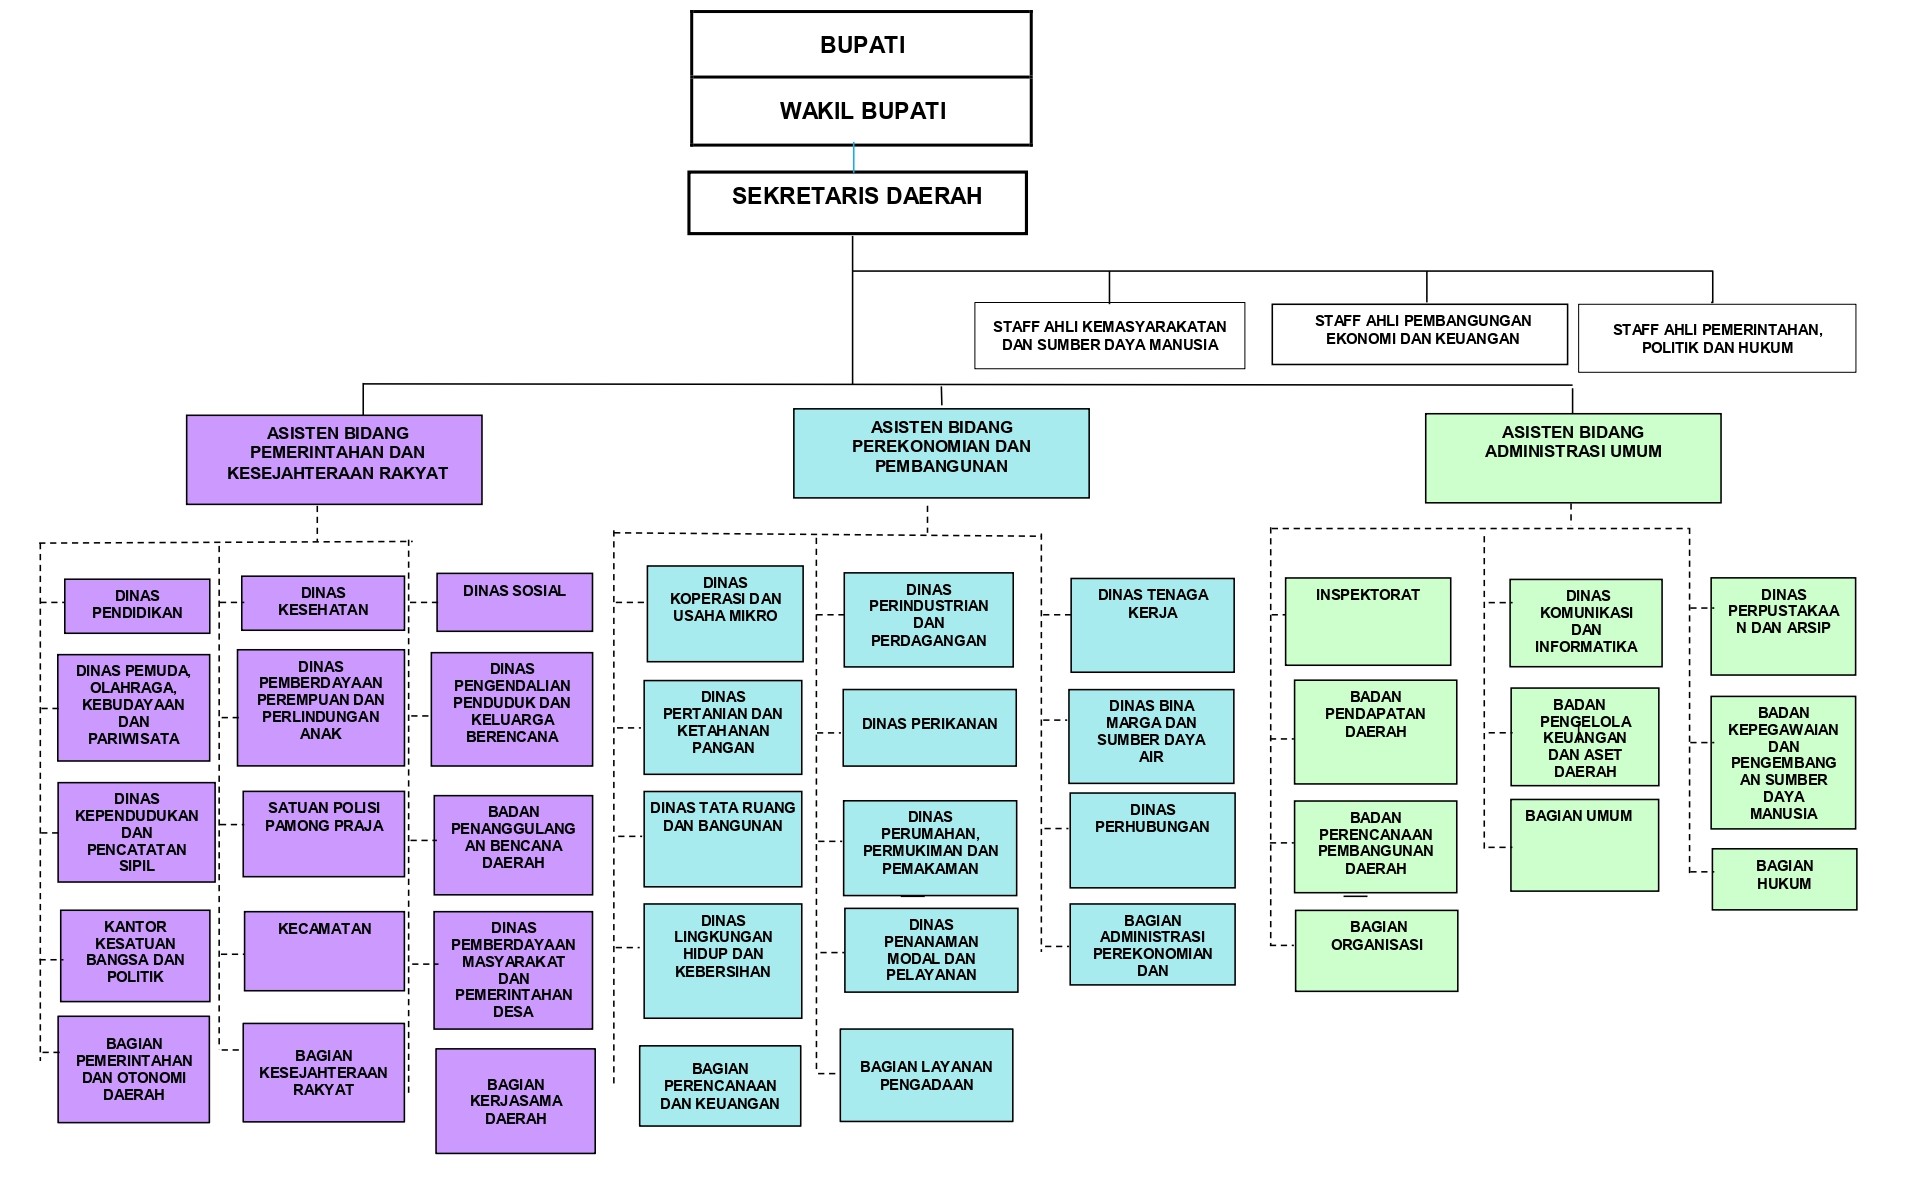 BUPATI
WAKIL BUPATI
SEKRETARIS DAERAH
STAFF AHLI KEMASYARAKATAN
DAN SUMBER DAYA MANUSIA
STAFF AHLI PEMBANGUNGAN
EKONOMI DAN KEUANGAN
STAFF AHLI PEMERINTAHAN,
POLITIK DAN HUKUM
ASISTEN BIDANG
PEMERINTAHAN DAN
KESEJAHTERAAN RAKYAT
ASISTEN BIDANG
PEREKONOMIAN DAN
PEMBANGUNAN
ASISTEN BIDANG
ADMINISTRASI UMUM
DINAS
PENDIDIKAN
DINAS PEMUDA,
OLAHRAGA,
KEBUDAYAAN
DAN
PARIWISATA
DINAS
KEPENDUDUKAN
DAN
PENCATATAN
SIPIL
KANTOR
KESATUAN
BANGSA DAN
POLITIK
BAGIAN
PEMERINTAHAN
DAN OTONOMI
DAERAH
DINAS
KESEHATAN
DINAS
PEMBERDAYAAN
PEREMPUAN DAN
PERLINDUNGAN
ANAK
SATUAN POLISI
PAMONG PRAJA
KECAMATAN
BAGIAN
KESEJAHTERAAN
RAKYAT
DINAS SOSIAL
DINAS
PENGENDALIAN
PENDUDUK DAN
KELUARGA
BERENCANA
BADAN
PENANGGULANG
AN BENCANA
DAERAH
DINAS
PEMBERDAYAAN
MASYARAKAT
DAN
PEMERINTAHAN
DESA
BAGIAN
KERJASAMA
DAERAH
DINAS
KOPERASI DAN
USAHA MIKRO
DINAS
PERTANIAN DAN
KETAHANAN
PANGAN
DINAS TATA RUANG
DAN BANGUNAN
DINAS
LINGKUNGAN
HIDUP DAN
KEBERSIHAN
BAGIAN
PERENCANAAN
DAN KEUANGAN
DINAS
PERINDUSTRIAN
DAN
PERDAGANGAN
DINAS PERIKANAN
DINAS
PERUMAHAN,
PERMUKIMAN DAN
PEMAKAMAN
DINAS
PENANAMAN
MODAL DAN
PELAYANAN
BAGIAN LAYANAN
PENGADAAN
DINAS TENAGA
KERJA
DINAS BINA
MARGA DAN
SUMBER DAYA
AIR
DINAS
PERHUBUNGAN
BAGIAN
ADMINISTRASI
PEREKONOMIAN
DAN
INSPEKTORAT
BADAN
PENDAPATAN
DAERAH
BADAN
PERENCANAAN
PEMBANGUNAN
DAERAH
BAGIAN
ORGANISASI
DINAS
KOMUNIKASI
DAN
INFORMATIKA
BADAN
PENGELOLA
KEUANGAN
DAN ASET
DAERAH
BAGIAN UMUM
DINAS
PERPUSTAKAA
N DAN ARSIP
BADAN
KEPEGAWAIAN
DAN
PENGEMBANG
AN SUMBER
DAYA
MANUSIA
BAGIAN
HUKUM